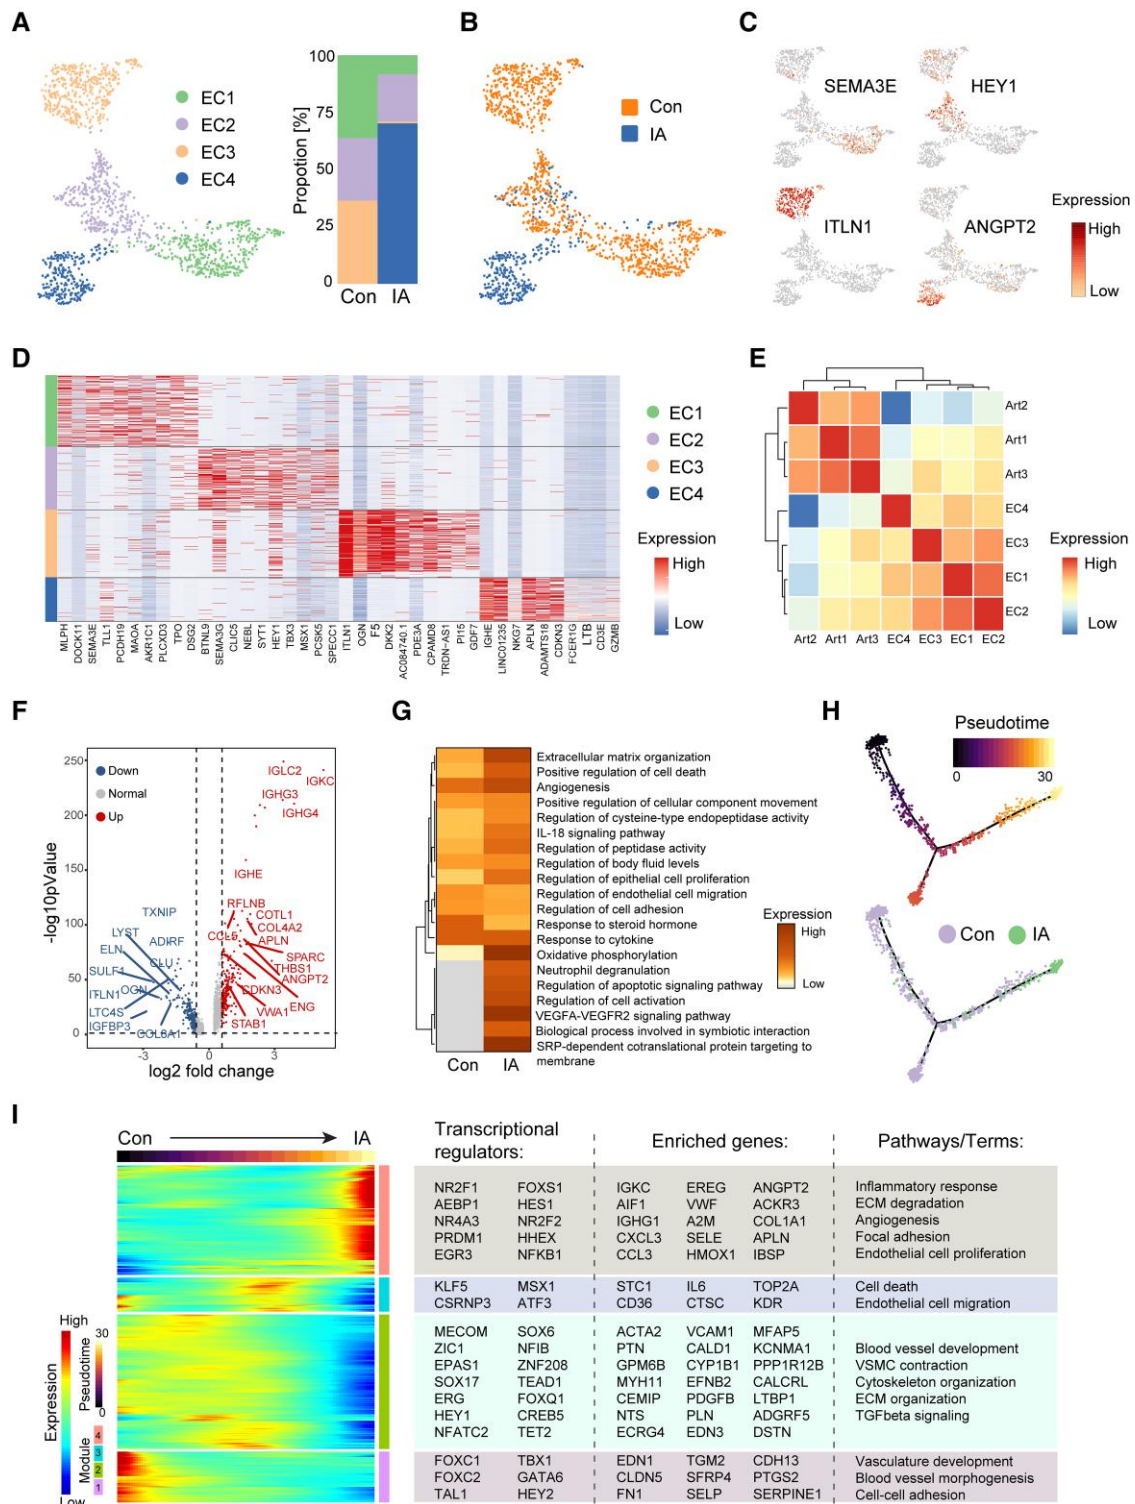 A
EC1
EC2
EC3
EC4
Propotion [%]
100
75
50
25
0
Con IA
B
Con
IA
C
SEMA3E HEY1
ITLN1 ANGPT2
Expression
High
Low
D
EC1
EC2
EC3
EC4
Expression
High
Low
MLPH
DOCK11
SEMA3E
TLL1
PCDH19
MAOA
AKR1C1
PLCXD3
TPO
DSG2
BTNL9
SEMA3G
CLIC5
NEBL
SYT1
HEY1
TBX3
MSX1
PCSK5
SPECC1
ITLN1
OGN
F5
DKK2
AC084740.1
PDE3A
CPAMD8
TRDN-AS1
PI15
GDF7
IGHE
LINC01235
NKG7
APLN
ADAMTS18
CDKN3
FCER1G
LTB
CD3E
GZMB
E
Art2
Art1
Art3
EC4
EC3
EC1
EC2
Art2 Art1 Art3 EC4 EC3 EC1 EC2
Expression
High
Low
F
-log10pValue
250
200
150
100
50
0
Down
Normal
Up
IGLC2
IGKC
IGHG3
IGHG4
IGHE
RFLNB
COTL1
COL4A2
CCL5
APLN
SPARC
THBS1
ANGPT2
CDKN3
ENG
VWA1
STAB1
TXNIP
LYST
ADIRF
ELN
CLU
SULF1
OGN
ITLN1
LTC4S
IGFBP3
COL8A1
-3 0 3
log2 fold change
G
Extracellular matrix organization
Positive regulation of cell death
Angiogenesis
Positive regulation of cellular component movement
Regulation of cysteine-type endopeptidase activity
IL-18 signaling pathway
Regulation of peptidase activity
Regulation of body fluid levels
Regulation of epithelial cell proliferation
Regulation of endothelial cell migration
Regulation of cell adhesion
Response to steroid hormone
Response to cytokine
Oxidative phosphorylation
Neutrophil degranulation
Regulation of apoptotic signaling pathway
Regulation of cell activation
VEGFA-VEGFR2 signaling pathway
Biological process involved in symbiotic interaction
SRP-dependent cotranslational protein targeting to
membrane
Con IA
Expression
High
Low
H
Pseudotime
0 30
Con IA
I
Con IA
Expression
High
Low
Pseudotime
30
0
Module
4
3
2
1
Transcriptional
regulators:
Enriched genes:
Pathways/Terms:
NR2F1 FOXS1 IGKC EREG ANGPT2 Inflammatory response
AEBP1 HES1 AIF1 VWF ACKR3 ECM degradation
NR4A3 NR2F2 IGHG1 A2M COL1A1 Angiogenesis
PRDM1 HHEX CXCL3 SELE APLN Focal adhesion
EGR3 NFKB1 CCL3 HMOX1 IBSP Endothelial cell proliferation
KLF5 MSX1 STC1 IL6 TOP2A Cell death
CSRNP3 ATF3 CD36 CTSC KDR Endothelial cell migration
MECOM SOX6 ACTA2 VCAM1 MFAP5
ZIC1 NFIB PTN CALD1 KCNMA1 Blood vessel development
EPAS1 ZNF208 GPM6B CYP1B1 PPP1R12B VSMC contraction
SOX17 TEAD1 MYH11 EFNB2 CALCRL Cytoskeleton organization
ERG FOXQ1 CEMIP PDGFB LTBP1 ECM organization
HEY1 CREB5 NTS PLN ADGRF5 TGFbeta signaling
NFATC2 TET2 ECRG4 EDN3 DSTN
FOXC1 TBX1 EDN1 TGM2 CDH13 Vasculature development
FOXC2 GATA6 CLDN5 SFRP4 PTGS2 Blood vessel morphogenesis
TAL1 HEY2 FN1 SELP SERPINE1 Cell-cell adhesion